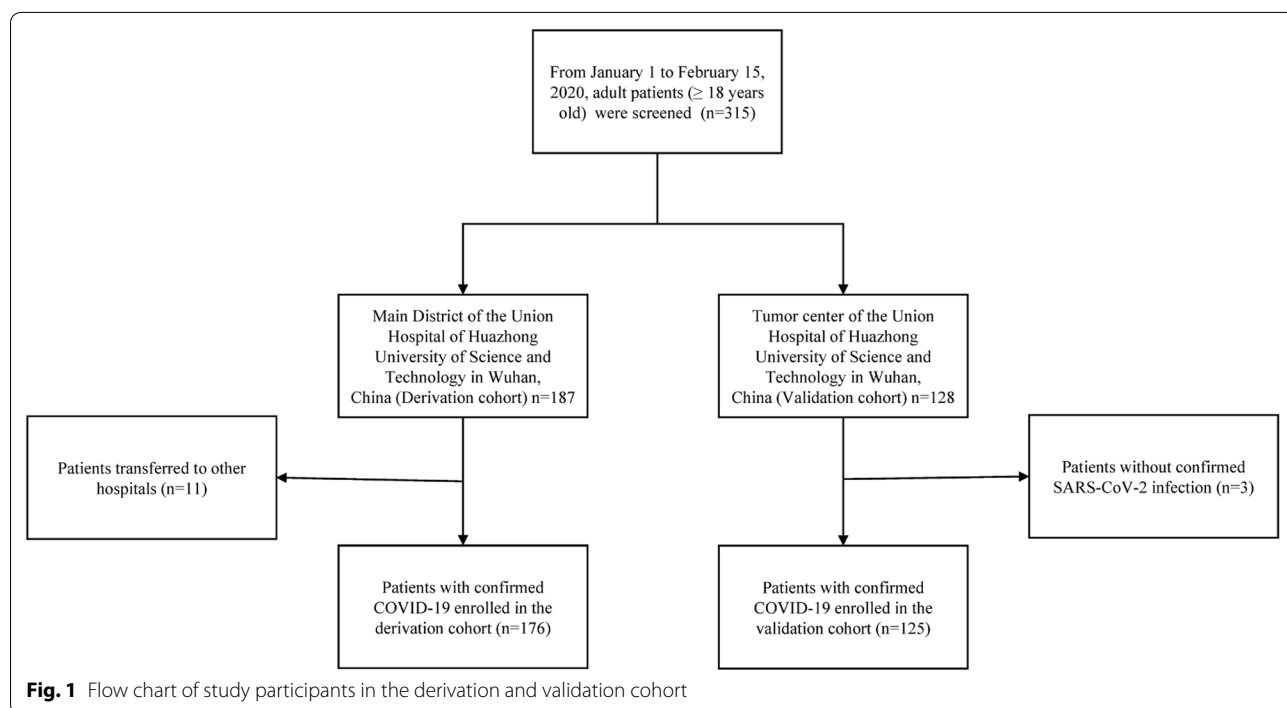 From January 1 to February 15,
2020, adult patients (≥ 18 years
old) were screened (n=315)
Main District of the Union
Hospital of Huazhong
University of Science and
Technology in Wuhan,
China (Derivation cohort) n=187
Tumor center of the Union
Hospital of Huazhong
University of Science and
Technology in Wuhan,
China (Validation cohort) n=128
Patients transferred to other
hospitals (n=11)
Patients without confirmed
SARS-CoV-2 infection (n=3)
Patients with confirmed
COVID-19 enrolled in the
derivation cohort (n=176)
Patients with confirmed
COVID-19 enrolled in the
validation cohort (n=125)
Fig. 1 Flow chart of study participants in the derivation and validation cohort